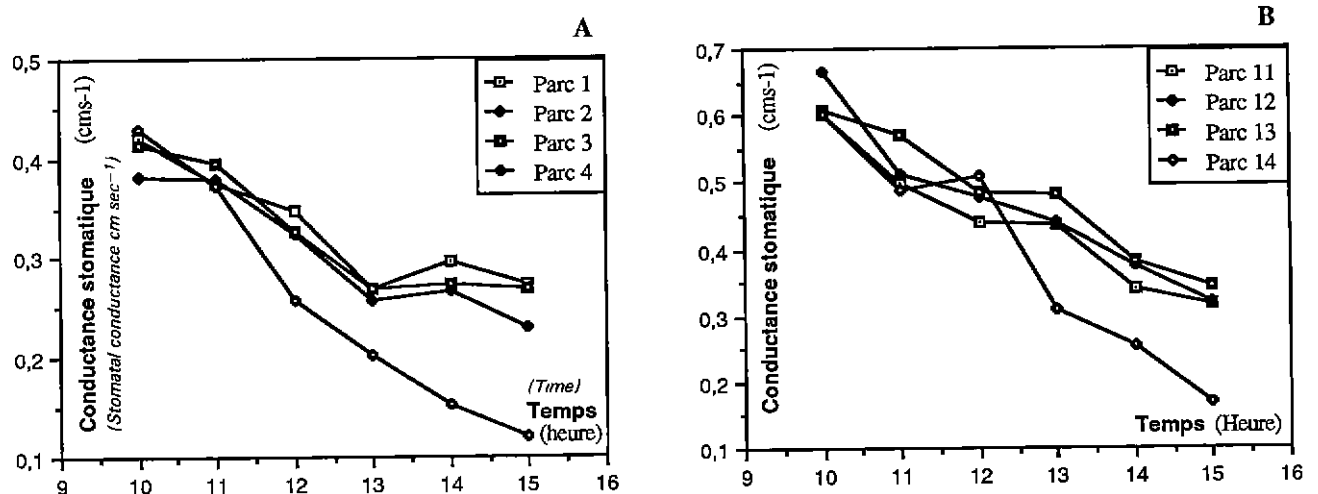 A
0,5
0,4
0,3
0,2
0,1
9 10 11 12 13 14 15 16
Conductance stomatique (cms-1)
(Stomatal conductance cm sec⁻¹)
Parc 1
Parc 2
Parc 3
Parc 4
(Time)
Temps
(heure)
B
0,7
0,6
0,5
0,4
0,3
0,2
0,1
9 10 11 12 13 14 15 16
Conductance stomatique (cms-1)
Parc 11
Parc 12
Parc 13
Parc 14
Temps (Heure)